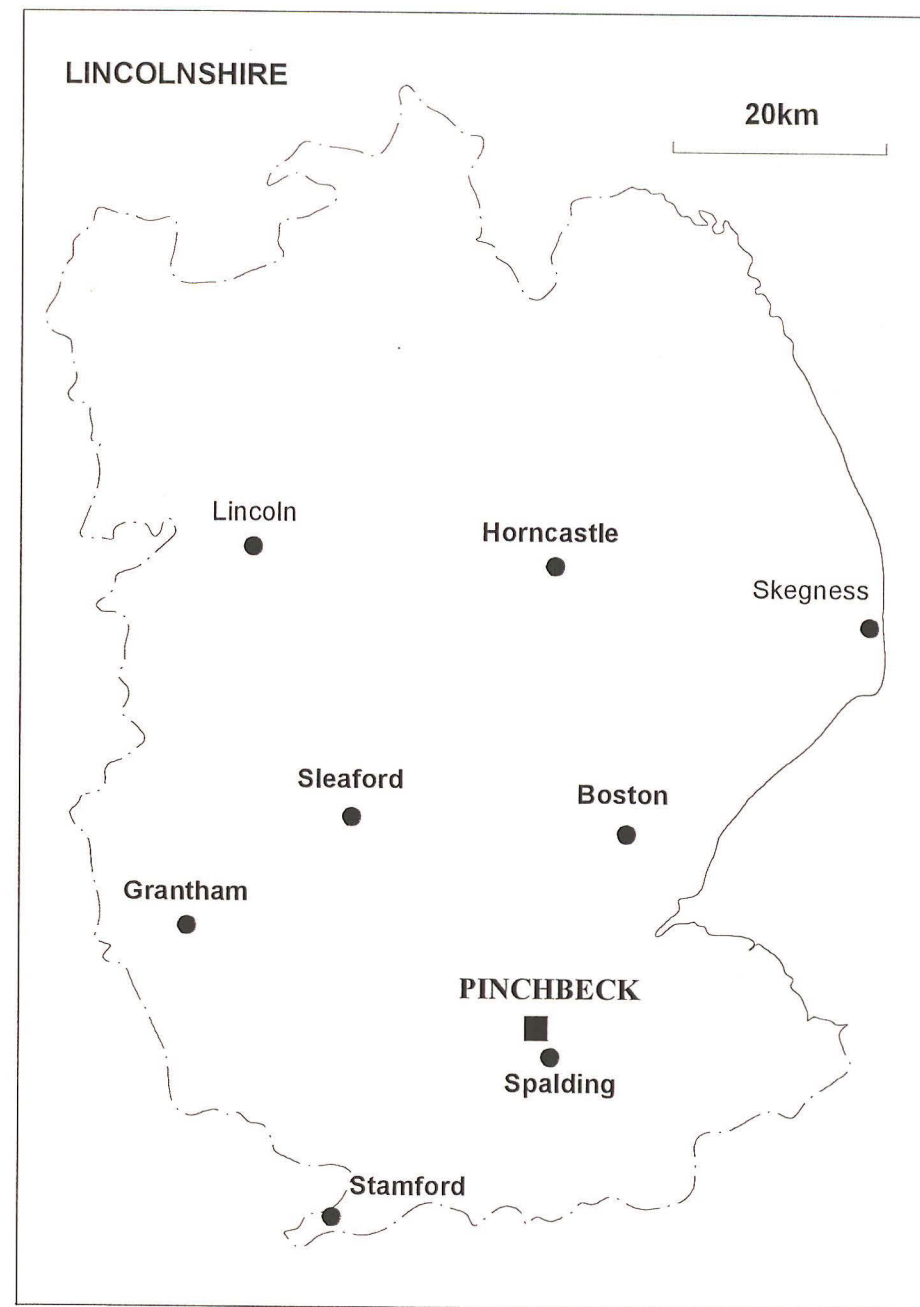 LINCOLNSHIRE
20km
Lincoln
Horncastle
Skegness
Sleaford
Boston
Grantham
PINCHBECK
Spalding
Stamford